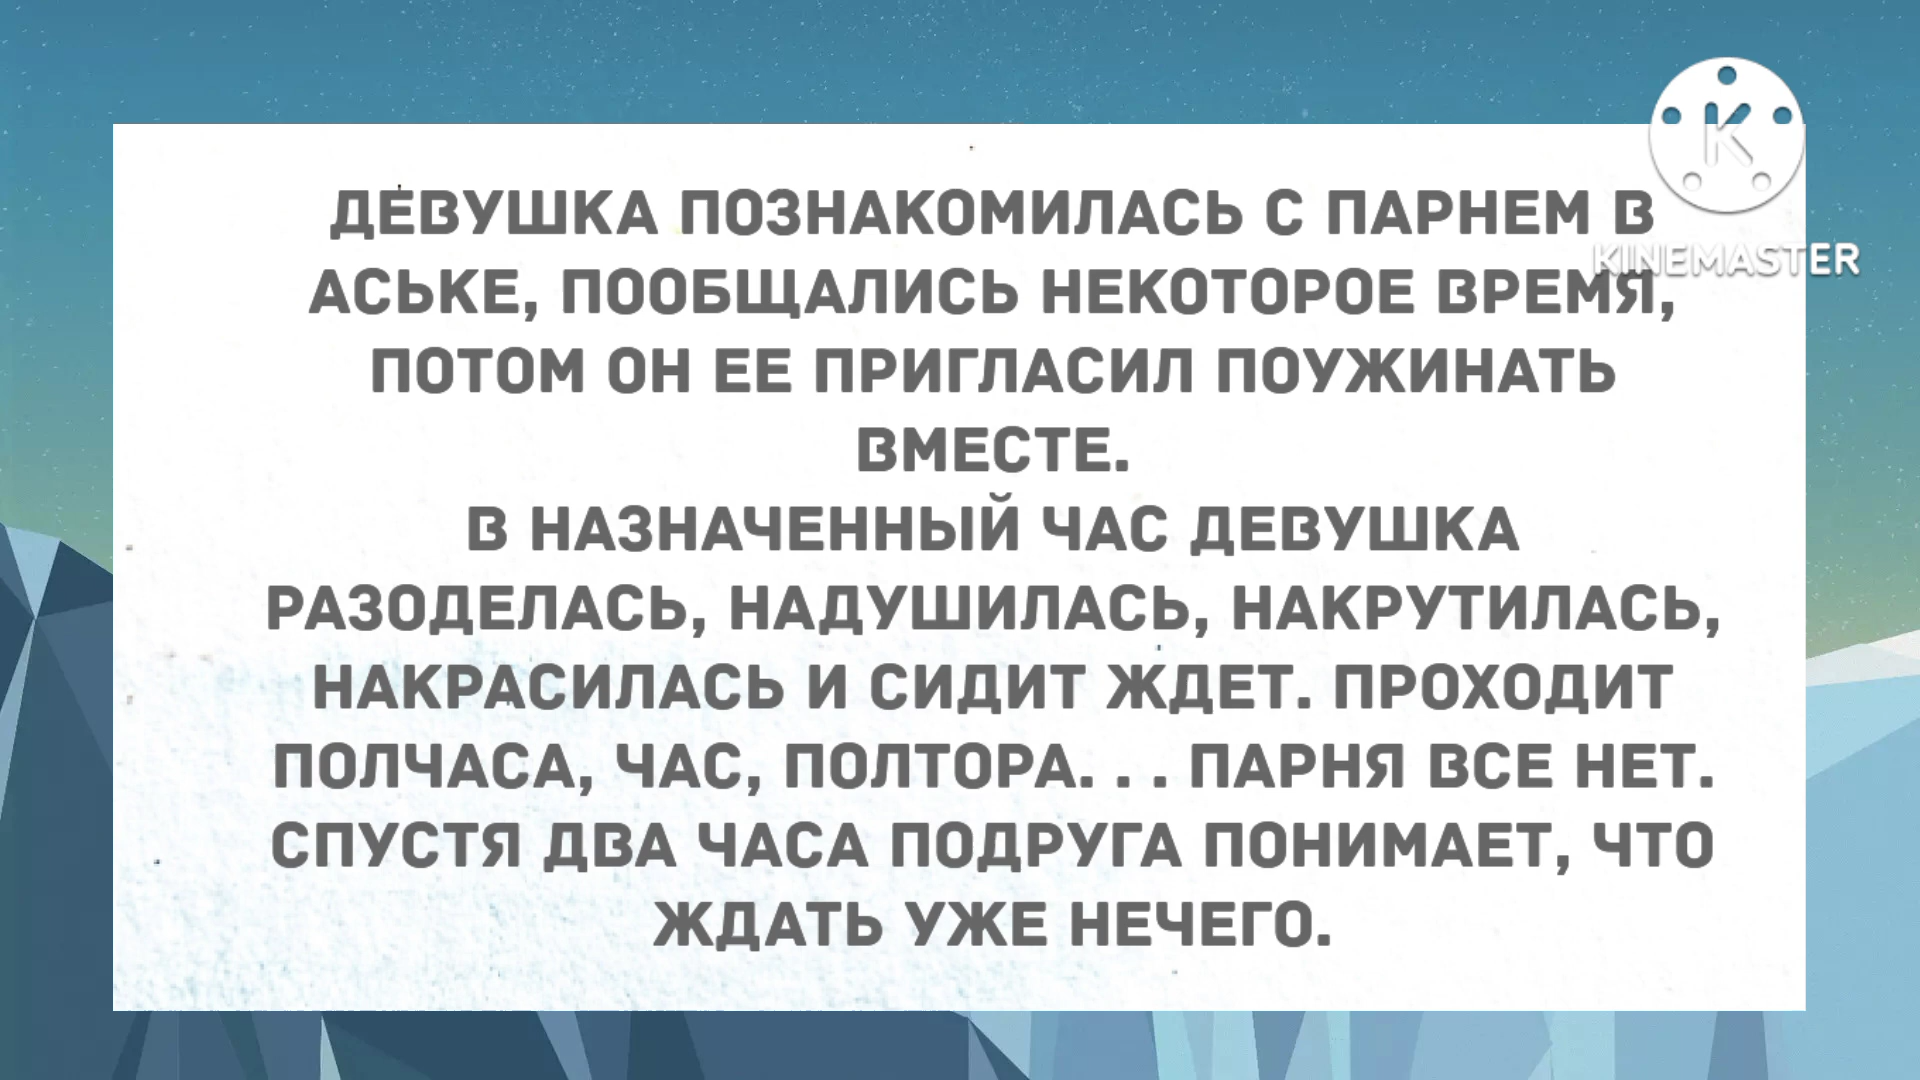 ДЕВУШКА ПОЗНАКОМИЛАСЬ С ПАРНЕМ В
АСЬКЕ, ПООБЩАЛИСЬ НЕКОТОРОЕ ВРЕМЯ,
ПОТОМ ОН ЕЕ ПРИГЛАСИЛ ПОУЖИНАТЬ
ВМЕСТЕ.
В НАЗНАЧЕННЫЙ ЧАС ДЕВУШКА
РАЗОДЕЛАСЬ, НАДУШИЛАСЬ, НАКРУТИЛАСЬ,
НАКРАСИЛАСЬ И СИДИТ ЖДЕТ. ПРОХОДИТ
ПОЛЧАСА, ЧАС, ПОЛТОРА. . . ПАРНЯ ВСЕ НЕТ.
СПУСТЯ ДВА ЧАСА ПОДРУГА ПОНИМАЕТ, ЧТО
ЖДАТЬ УЖЕ НЕЧЕГО.
K
KINEMASTER